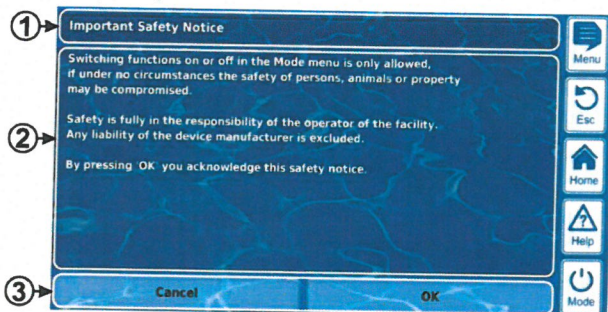 1
Important Safety Notice
Menu
2
Switching functions on or off in the Mode menu is only allowed,
if under no circumstances the safety of persons, animals or property
may be compromised.
Safety is fully in the responsibility of the operator of the facility.
Any liability of the device manufacturer is excluded.
By pressing 'OK' you acknowledge this safety notice.
Esc
Home
Help
3
Cancel
OK
Mode